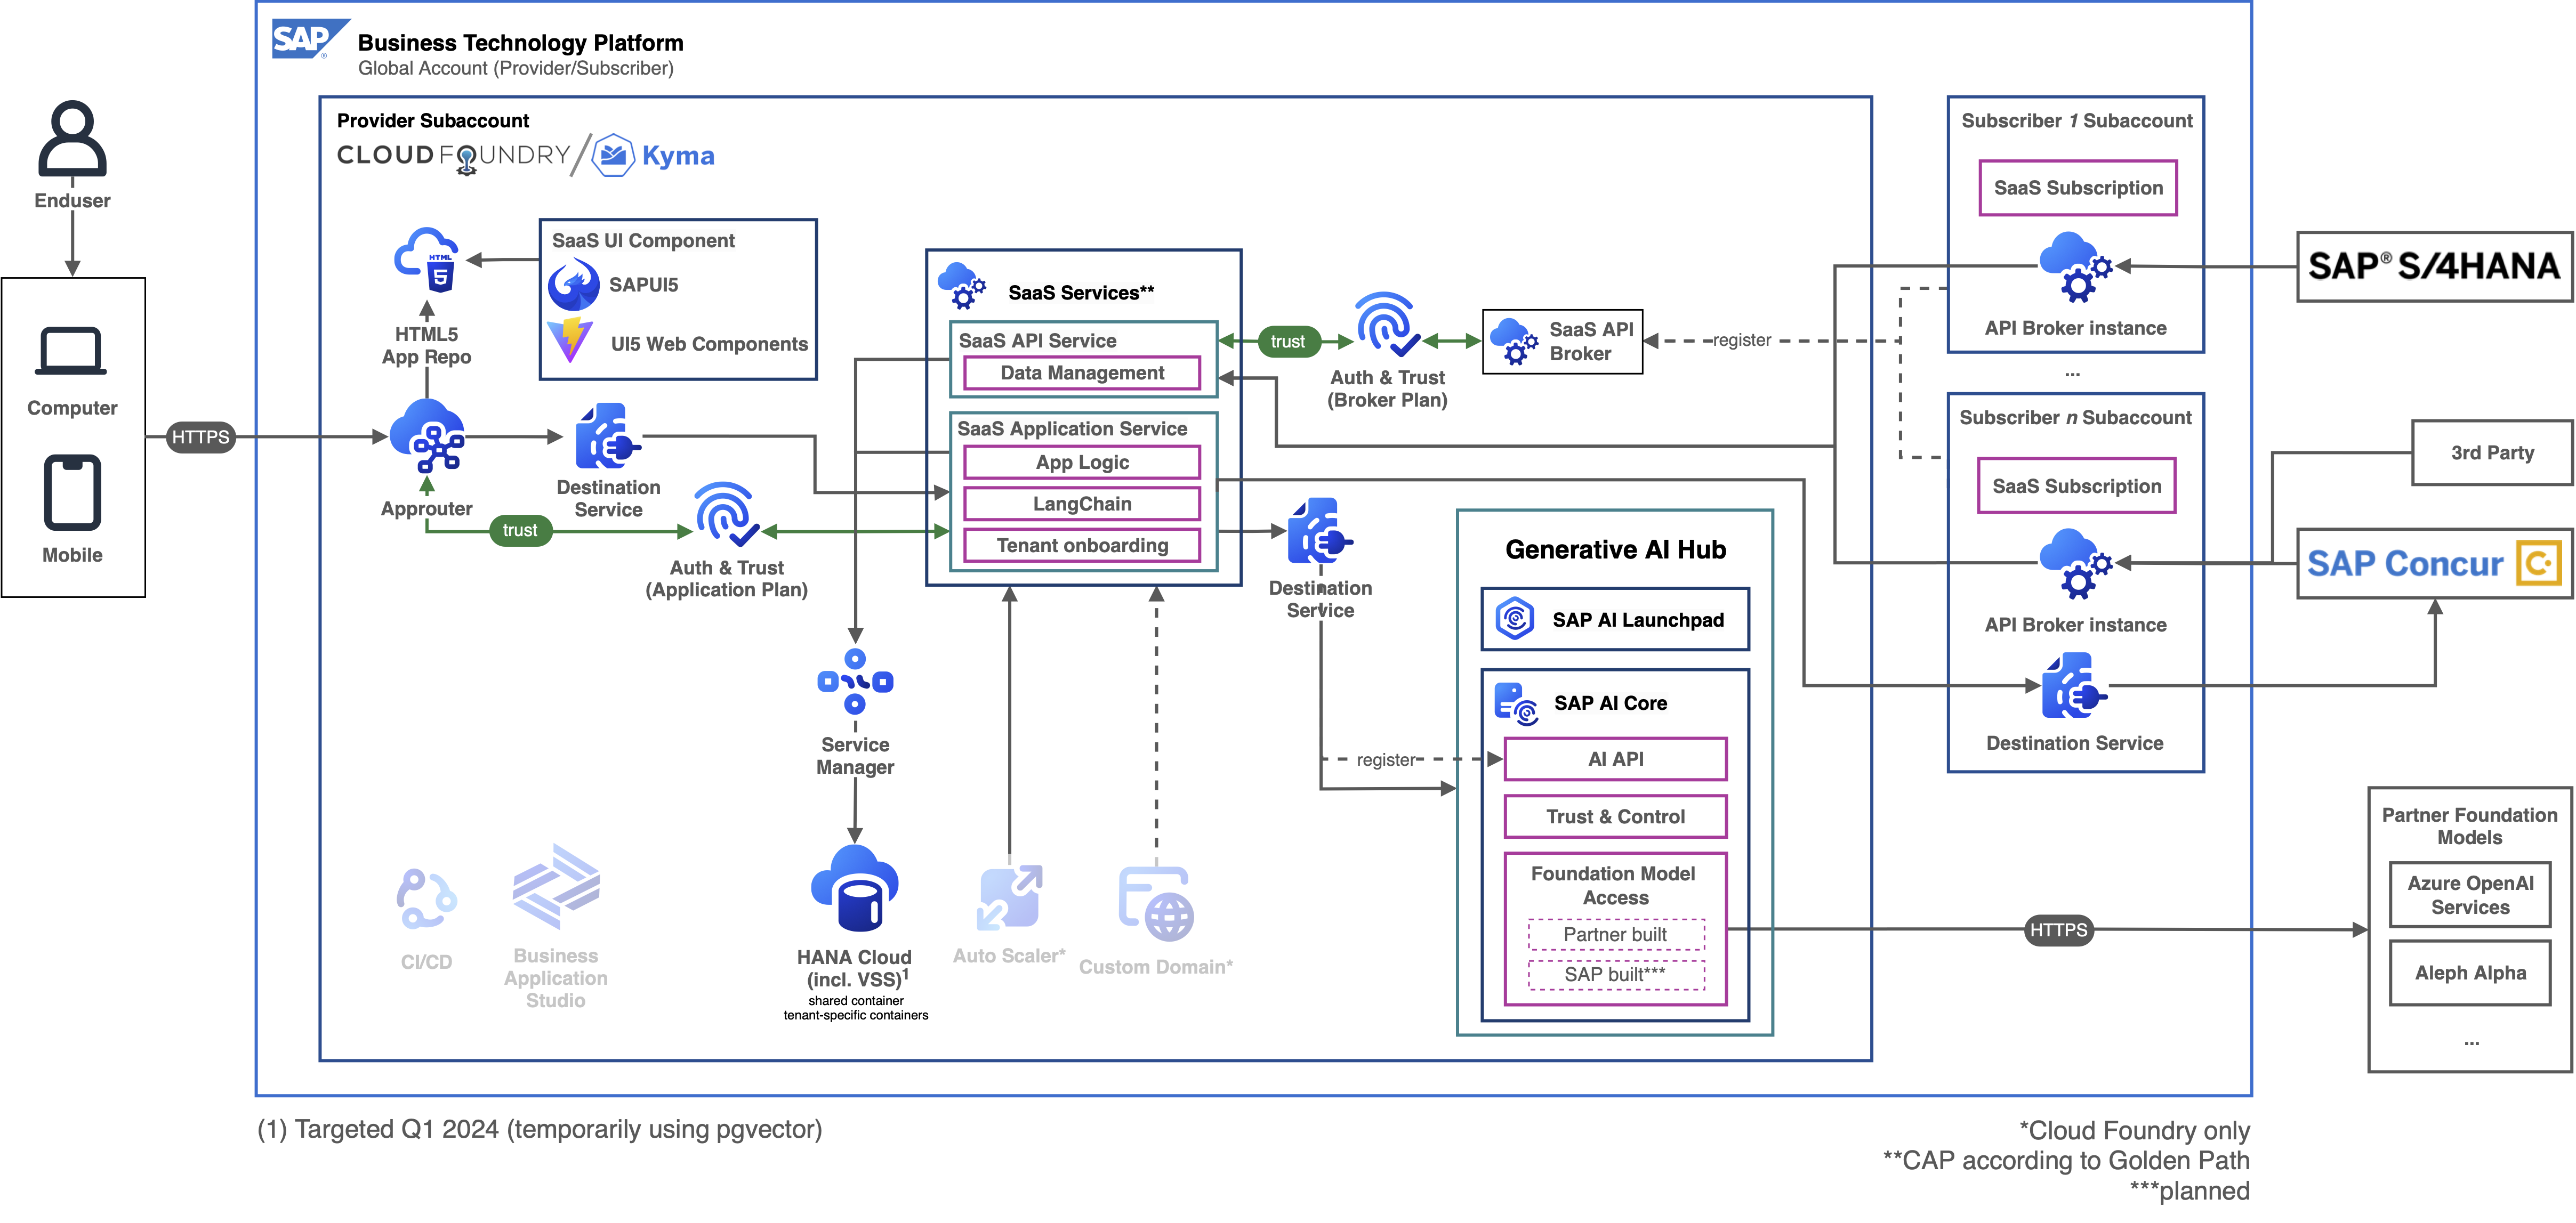 SAP
Business Technology Platform
Global Account (Provider/Subscriber)
Enduser
Computer
Mobile
HTTPS
Provider Subaccount
CLOUD FOUNDRY / Kyma
HTML
5
HTML5
App Repo
SaaS UI Component
SAPUI5
UI5 Web Components
Approuter
Destination
Service
trust
Auth & Trust
(Application Plan)
SaaS Services**
SaaS API Service
Data Management
SaaS Application Service
App Logic
LangChain
Tenant onboarding
trust
Auth & Trust
(Broker Plan)
SaaS API
Broker
register
Destination
Service
Service
Manager
HANA Cloud
(incl. VSS)1
shared container
tenant-specific containers
CI/CD
Business
Application
Studio
Auto Scaler*
Custom Domain*
register
Generative AI Hub
SAP AI Launchpad
SAP AI Core
AI API
Trust & Control
Foundation Model
Access
Partner built
SAP built***
HTTPS
Subscriber 1 Subaccount
SaaS Subscription
API Broker instance
...
Subscriber n Subaccount
SaaS Subscription
API Broker instance
Destination Service
SAP® S/4HANA
3rd Party
SAP Concur C·
Partner Foundation
Models
Azure OpenAI
Services
Aleph Alpha
...
(1) Targeted Q1 2024 (temporarily using pgvector)
*Cloud Foundry only
**CAP according to Golden Path
***planned